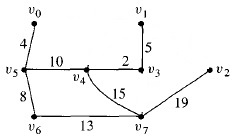 v₀ v₁
4 5
10 2 v₂
v₅ v₄ v₃
8 15 19
13
v₆ v₇